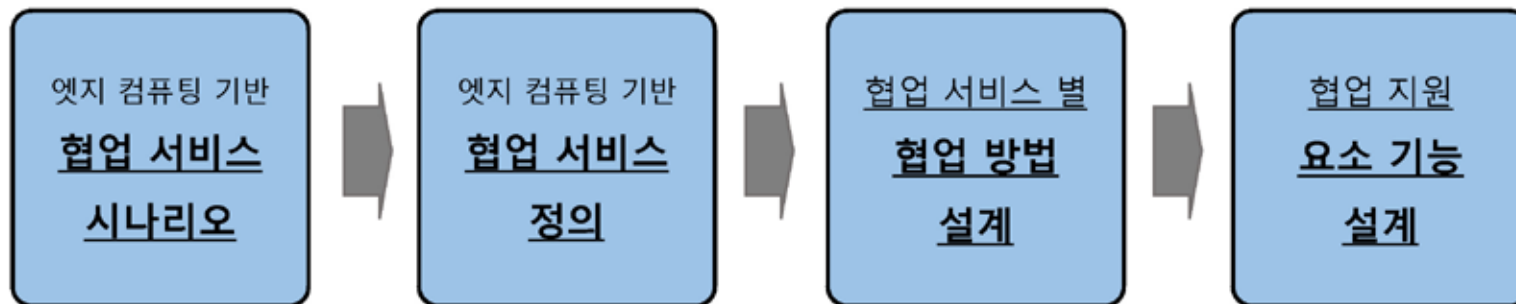 엣지 컴퓨팅 기반
협업 서비스
시나리오
엣지 컴퓨팅 기반
협업 서비스
정의
협업 서비스 별
협업 방법
설계
협업 지원
요소 기능
설계